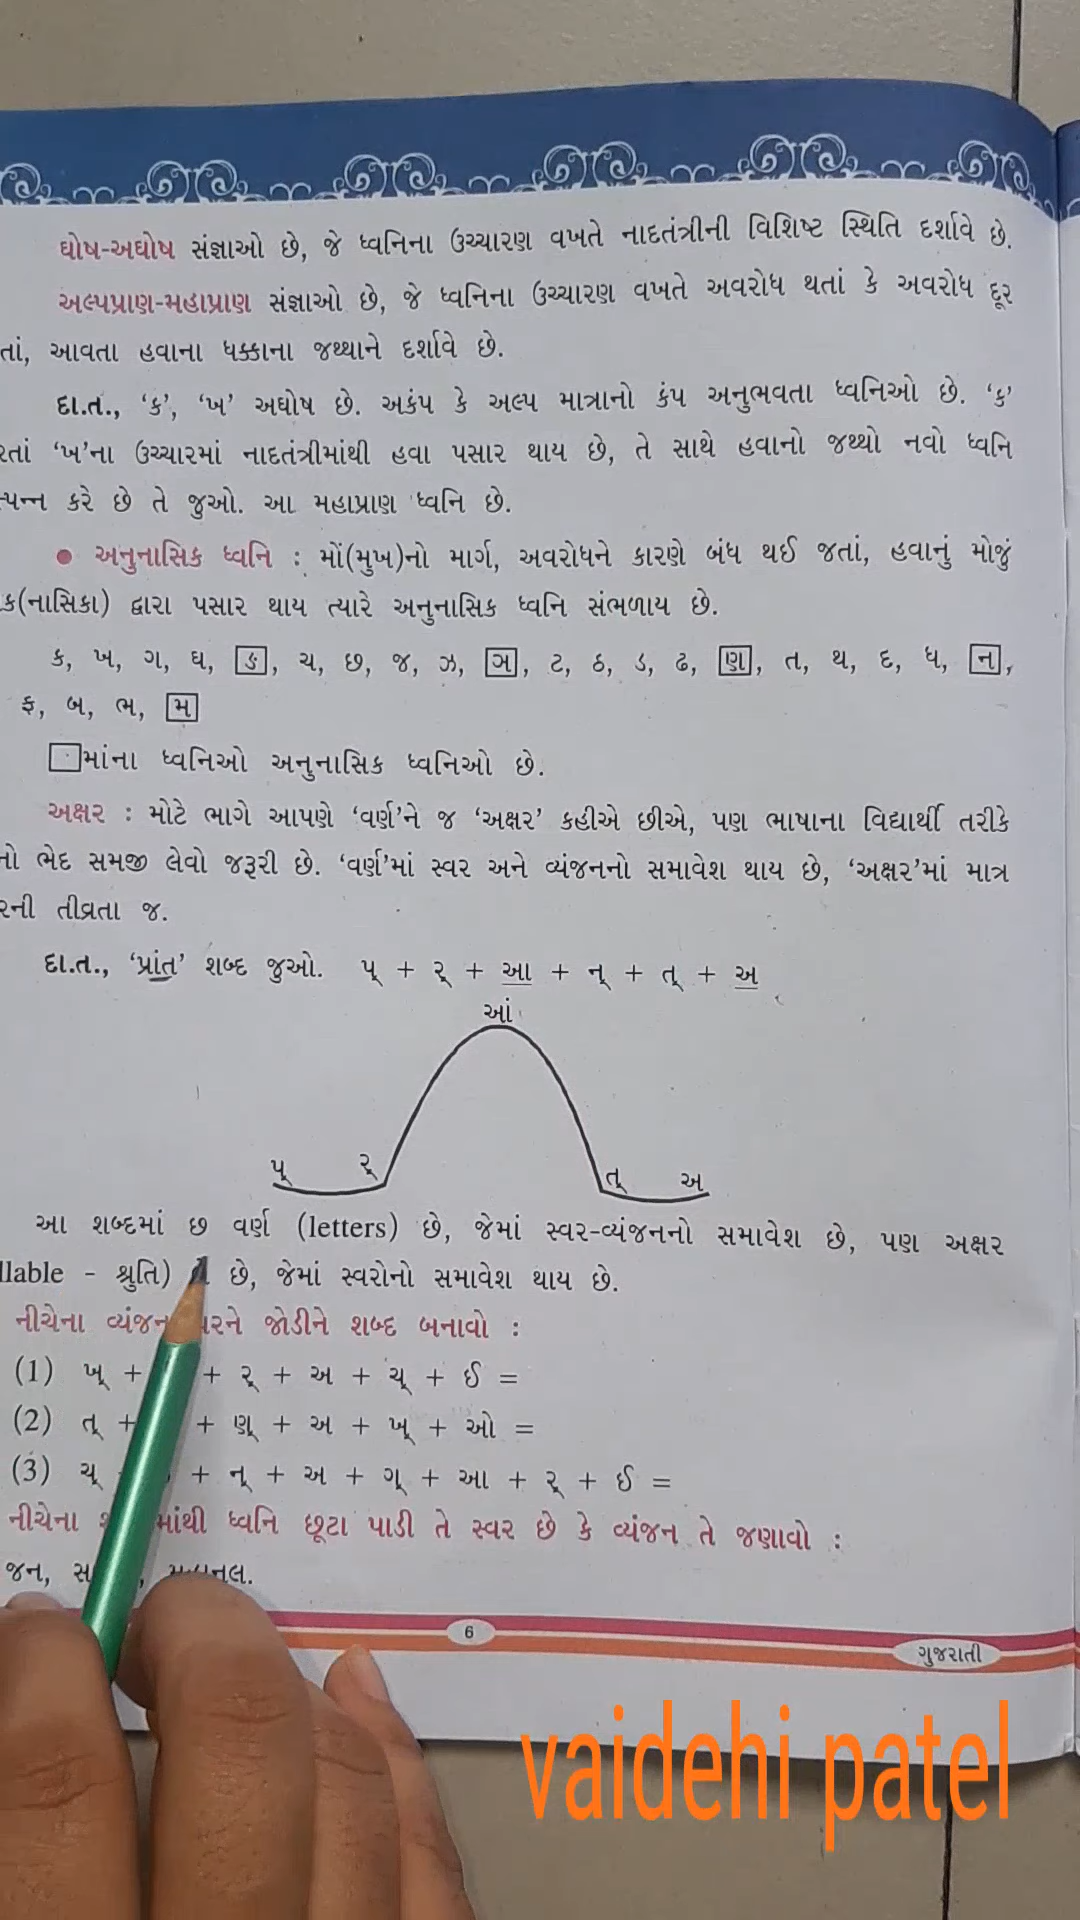 ઘોષ-અઘોષ સંજ્ઞાઓ છે, જે ધ્વનિના ઉચ્ચારણ વખતે નાદતંત્રીની વિશિષ્ટ સ્થિતિ દર્શાવે છે.
અલ્પપ્રાણ-મહાપ્રાણ સંજ્ઞાઓ છે, જે ધ્વનિના ઉચ્ચારણ વખતે અવરોધ થતાં કે અવરોધ દૂર
તાં, આવતા હવાના ધક્કાના જથ્થાને દર્શાવે છે.
દા.ત., ‘ક’, ‘ખ’ અઘોષ છે. અકંપ કે અલ્પ માત્રાનો કંપ અનુભવતા ધ્વનિઓ છે. ‘ક’
રતાં ‘ખ’ના ઉચ્ચારમાં નાદતંત્રીમાંથી હવા પસાર થાય છે, તે સાથે હવાનો જથ્થો નવો ધ્વનિ
ત્પન્ન કરે છે તે જુઓ. આ મહાપ્રાણ ધ્વનિ છે.
• અનુનાસિક ધ્વનિ : મોં(મુખ)નો માર્ગ, અવરોધને કારણે બંધ થઈ જતાં, હવાનું મોજું
ક(નાસિકા) દ્વારા પસાર થાય ત્યારે અનુનાસિક ધ્વનિ સંભળાય છે.
ક, ખ, ગ, ઘ, ઙ, ચ, છ, જ, ઝ, ઞ, ટ, ઠ, ડ, ઢ, ણ, ત, થ, દ, ધ, ન,
ફ, બ, ભ, મ
માંના ધ્વનિઓ અનુનાસિક ધ્વનિઓ છે.
અક્ષર : મોટે ભાગે આપણે ‘વર્ણ’ને જ ‘અક્ષર’ કહીએ છીએ, પણ ભાષાના વિદ્યાર્થી તરીકે
નો ભેદ સમજી લેવો જરૂરી છે. ‘વર્ણ’માં સ્વર અને વ્યંજનનો સમાવેશ થાય છે, ‘અક્ષર’માં માત્ર
રની તીવ્રતા જ.
દા.ત., ‘પ્રાંત’ શબ્દ જુઓ. પ્ + ર્ + આ + ન્ + ત્ + અ
આં
પ્ ર્ ત્ અ
આ શબ્દમાં છ વર્ણ (letters) છે, જેમાં સ્વર-વ્યંજનનો સમાવેશ છે, પણ અક્ષર
llable - શ્રુતિ) છે, જેમાં સ્વરોનો સમાવેશ થાય છે.
નીચેના વ્યંજન રને જોડીને શબ્દ બનાવો :
(1) ખ્ + + ર્ + અ + ચ્ + ઈ =
(2) ત્ + + ણ્ + અ + ખ્ + ઓ =
(3) ચ્ + ન્ + અ + ગ્ + આ + ર્ + ઈ =
નીચેના માંથી ધ્વનિ છૂટા પાડી તે સ્વર છે કે વ્યંજન તે જણાવો :
જન,
6
ગુજરાતી
vaidehi patel